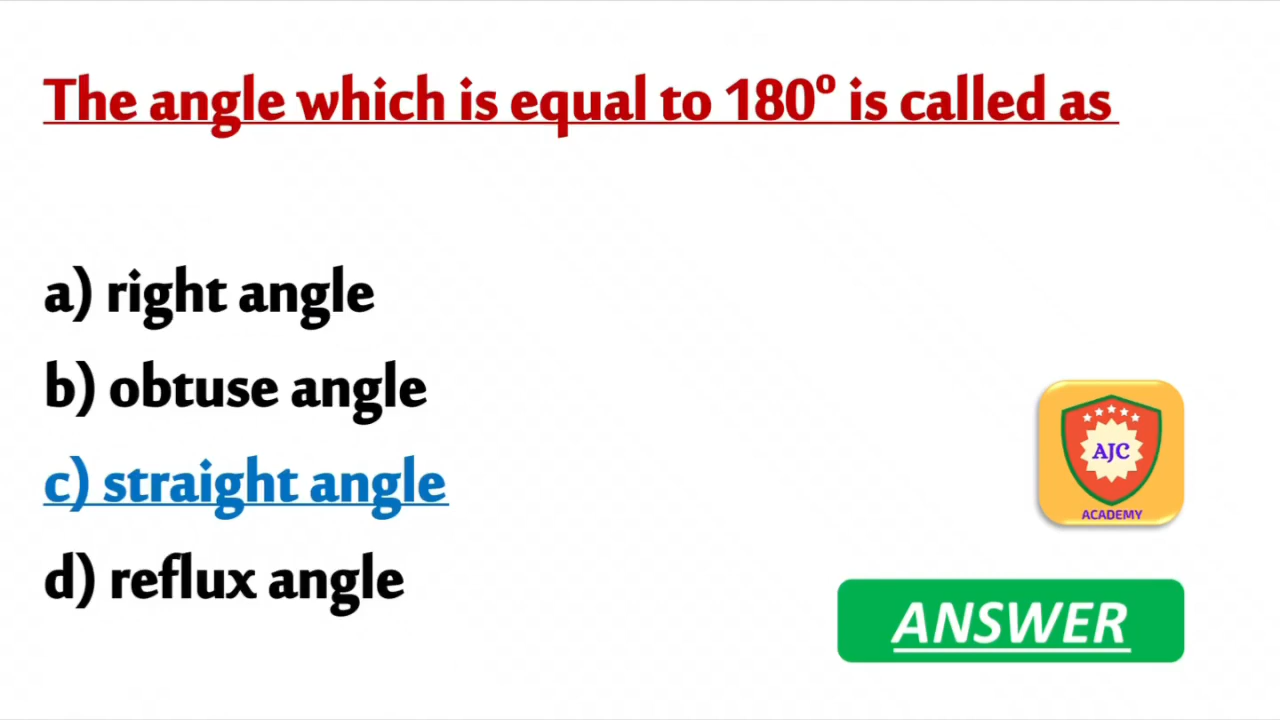 The angle which is equal to 180º is called as
a) right angle
b) obtuse angle
c) straight angle
d) reflux angle
AJC
ACADEMY
ANSWER